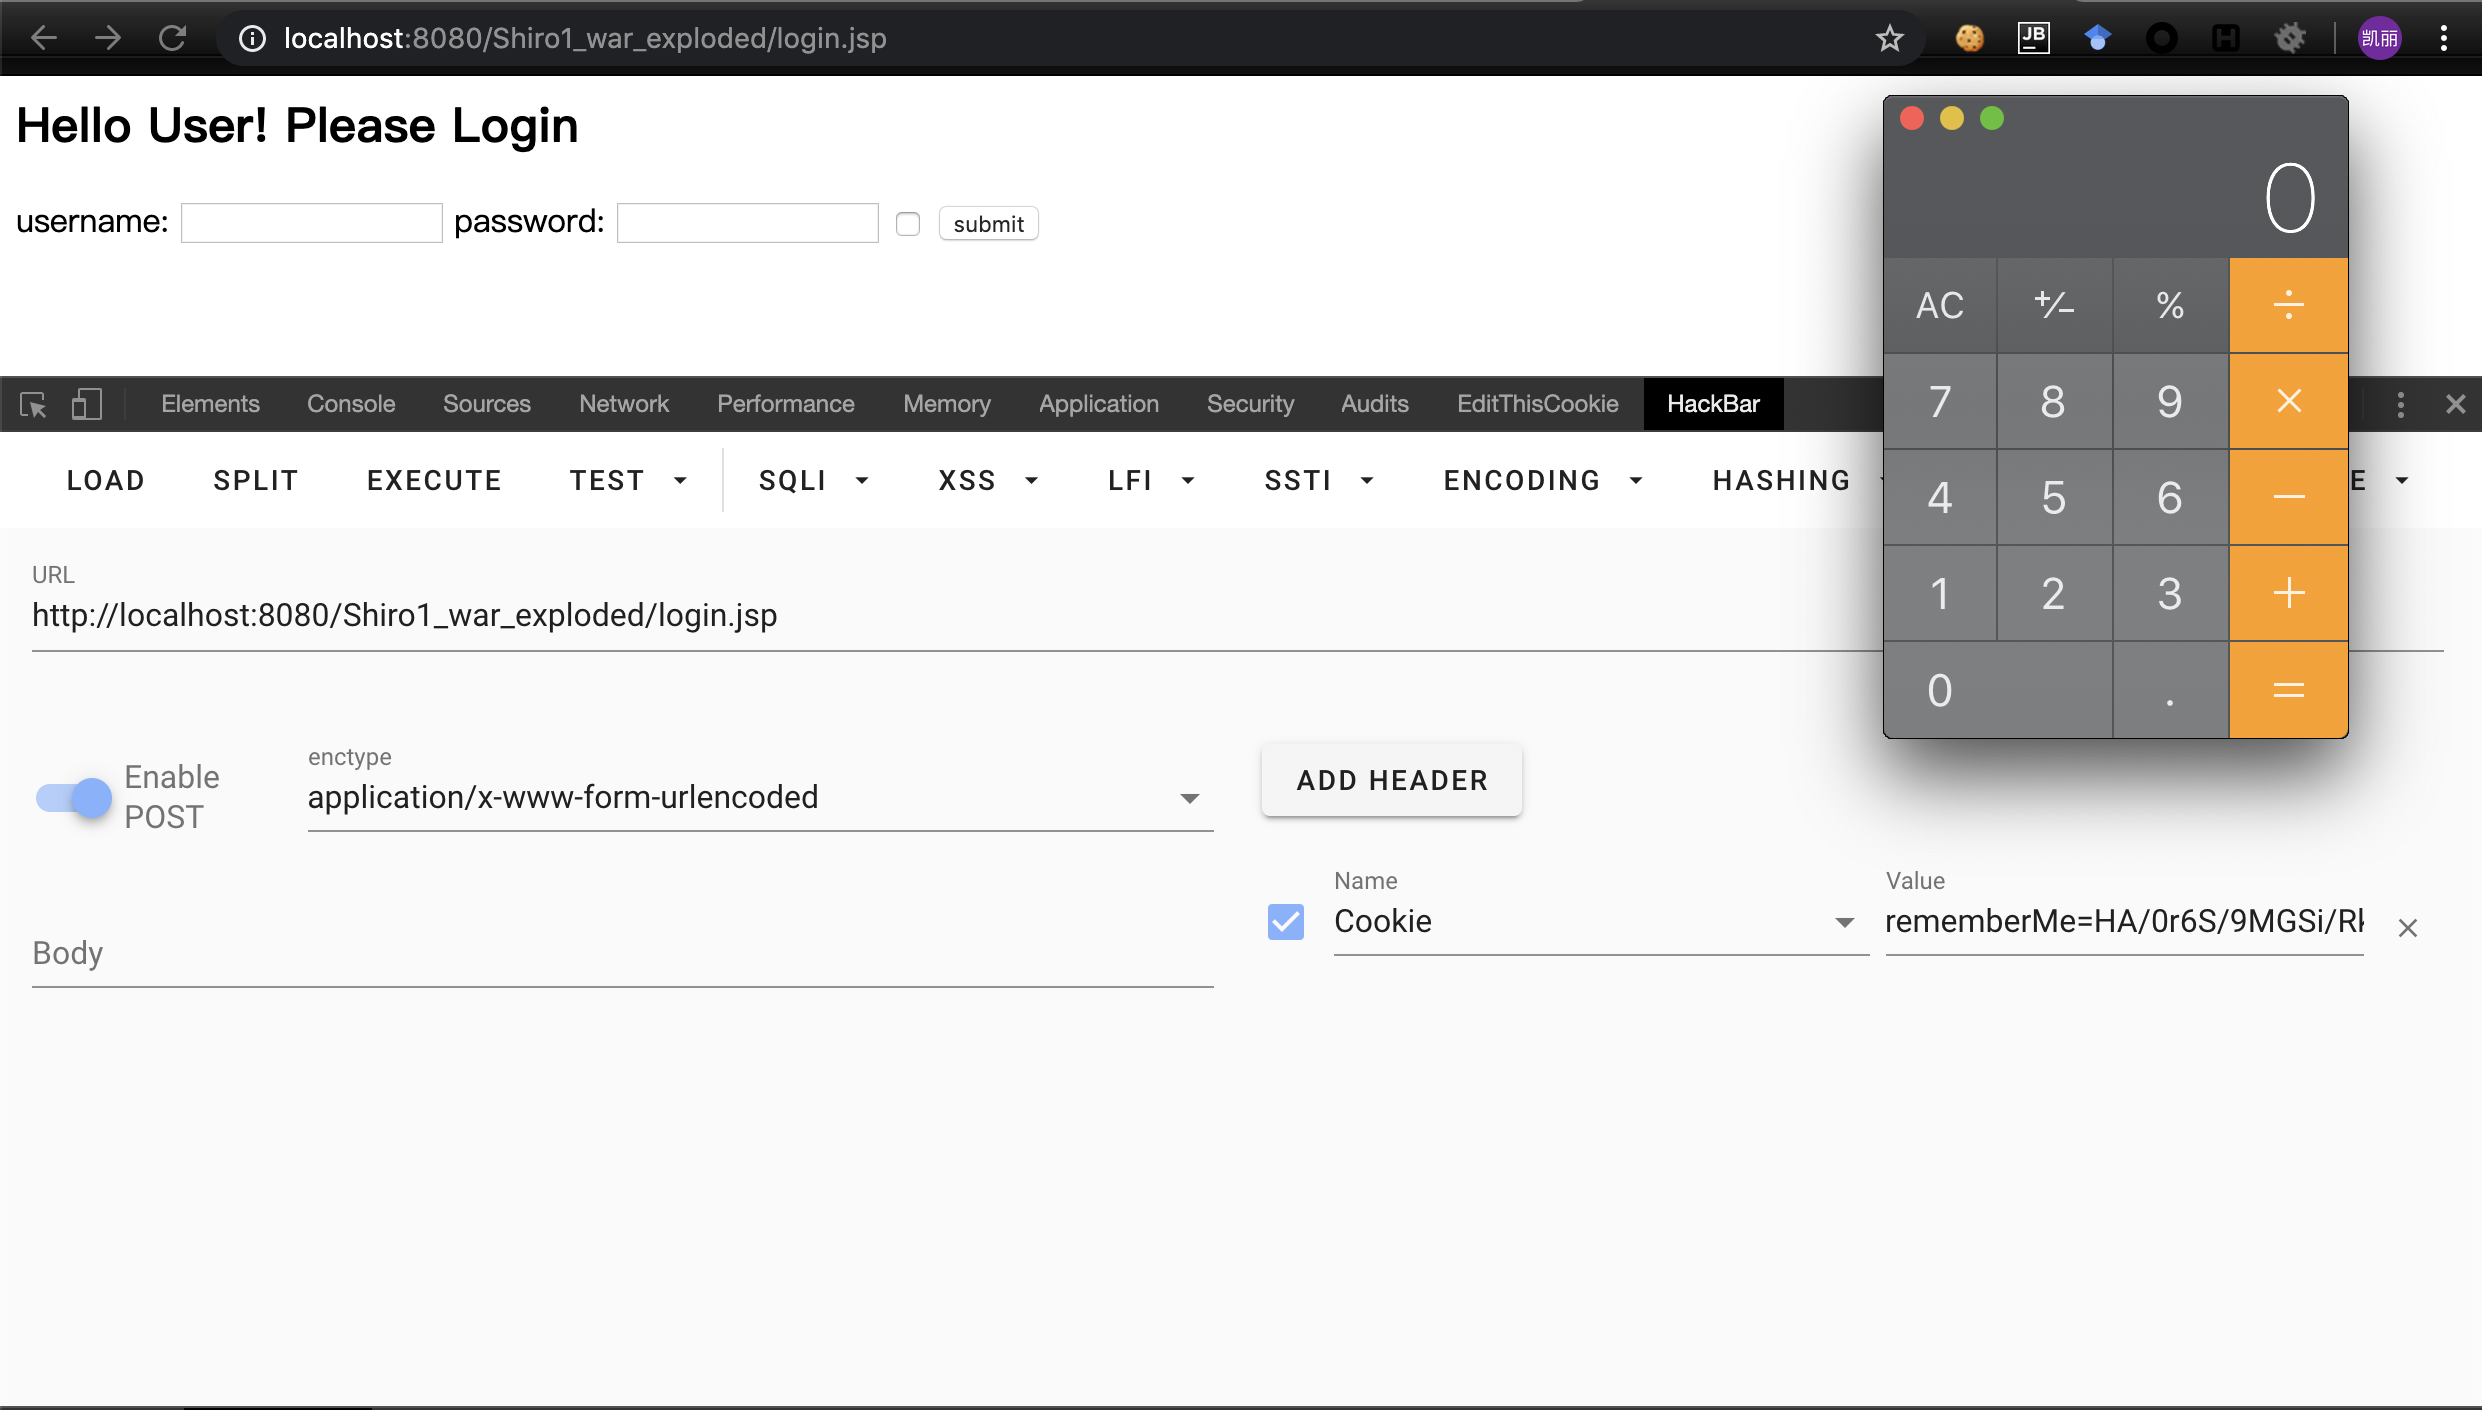 localhost:8080/Shiro1_war_exploded/login.jsp
JB
凯丽
Hello User! Please Login
username: password: submit
0
AC +/− % ÷
7 8 9 ×
4 5 6 −
1 2 3 +
0 . =
Elements Console Sources Network Performance Memory Application Security Audits EditThisCookie HackBar
LOAD SPLIT EXECUTE TEST SQLI XSS LFI SSTI ENCODING HASHING E
URL
http://localhost:8080/Shiro1_war_exploded/login.jsp
Enable
POST
enctype
application/x-www-form-urlencoded
ADD HEADER
Name
Cookie
Value
rememberMe=HA/0r6S/9MGSi/Rk
Body